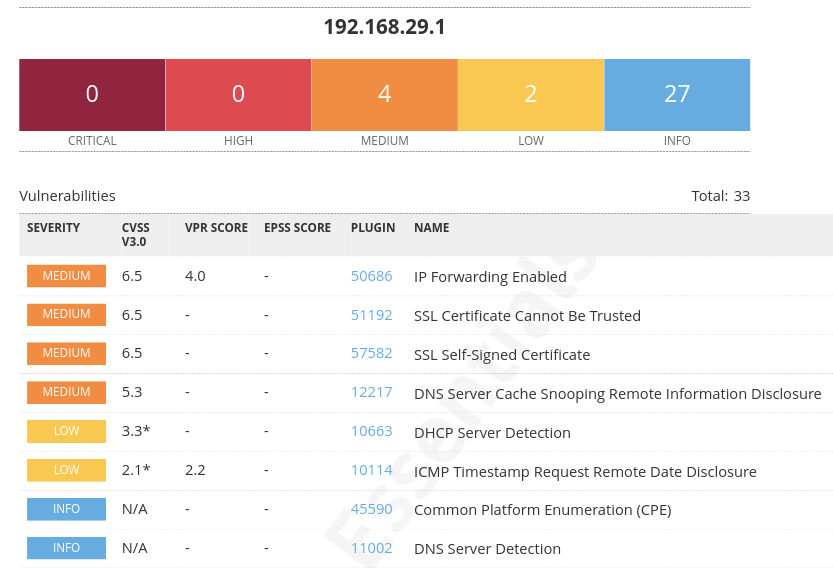 192.168.29.1
0 0 4 2 27
CRITICAL HIGH MEDIUM LOW INFO
Vulnerabilities Total: 33
SEVERITY CVSS V3.0 VPR SCORE EPSS SCORE PLUGIN NAME
MEDIUM 6.5 4.0 - 50686 IP Forwarding Enabled
MEDIUM 6.5 - - 51192 SSL Certificate Cannot Be Trusted
MEDIUM 6.5 - - 57582 SSL Self-Signed Certificate
MEDIUM 5.3 - - 12217 DNS Server Cache Snooping Remote Information Disclosure
LOW 3.3* - - 10663 DHCP Server Detection
LOW 2.1* 2.2 - 10114 ICMP Timestamp Request Remote Date Disclosure
INFO N/A - - 45590 Common Platform Enumeration (CPE)
INFO N/A - - 11002 DNS Server Detection
Essentials